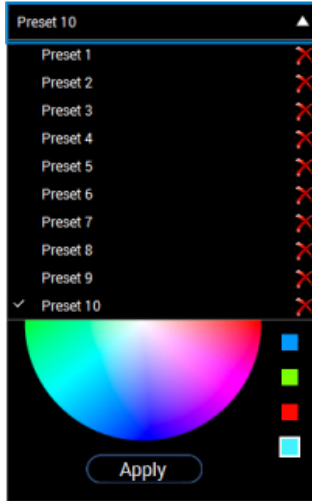 Preset 10
Preset 1
Preset 2
Preset 3
Preset 4
Preset 5
Preset 6
Preset 7
Preset 8
Preset 9
Preset 10
Apply